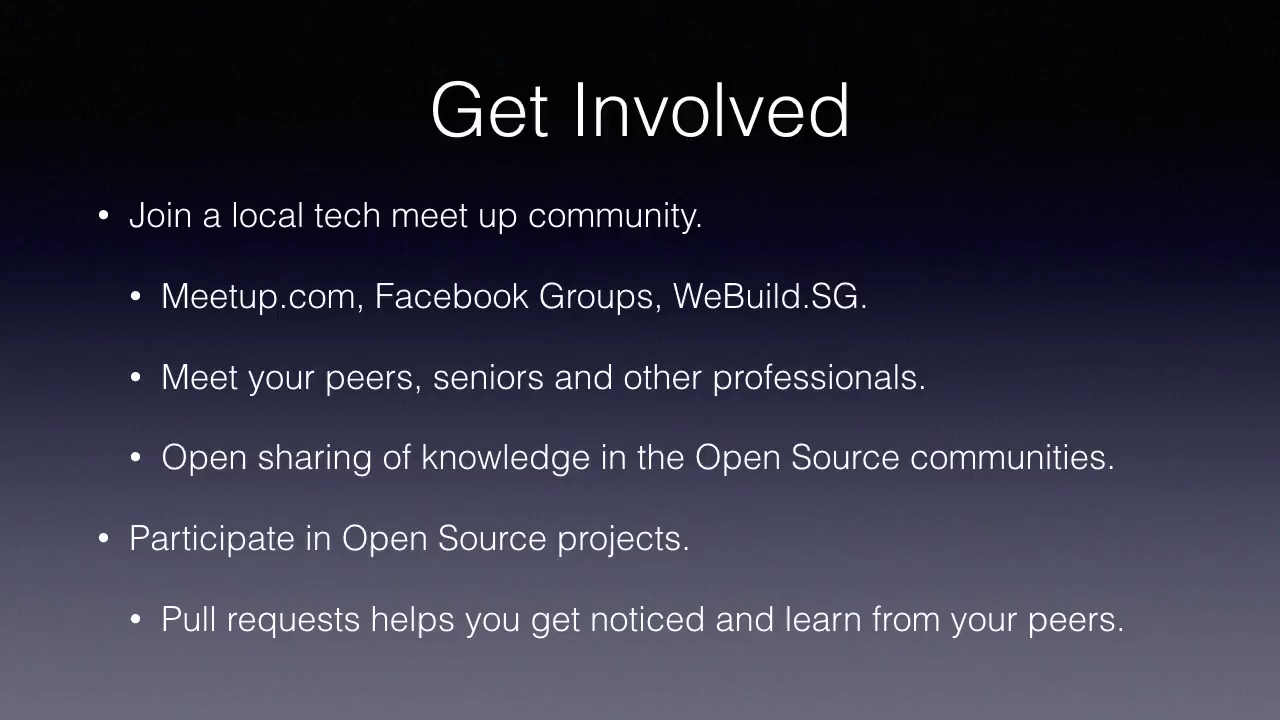 Get Involved
• Join a local tech meet up community.
• Meetup.com, Facebook Groups, WeBuild.SG.
• Meet your peers, seniors and other professionals.
• Open sharing of knowledge in the Open Source communities.
• Participate in Open Source projects.
• Pull requests helps you get noticed and learn from your peers.